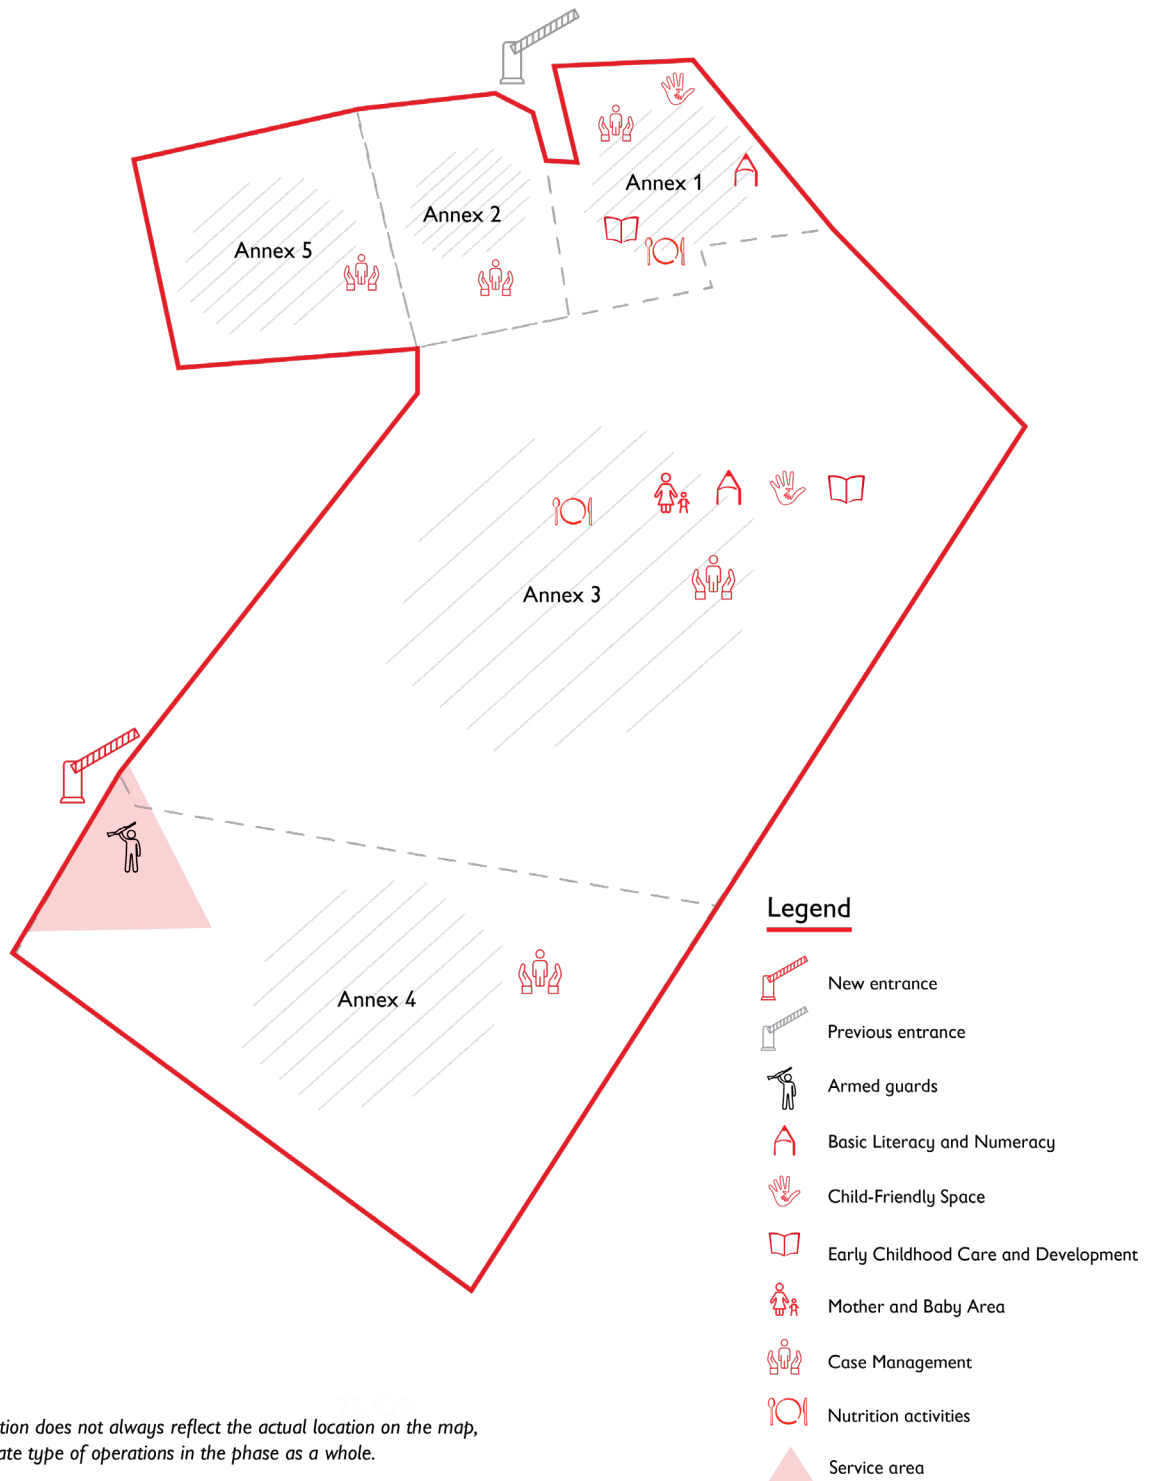 Annex 1
Annex 2
Annex 5
Annex 3
Annex 4
Legend
New entrance
Previous entrance
Armed guards
Basic Literacy and Numeracy
Child-Friendly Space
Early Childhood Care and Development
Mother and Baby Area
Case Management
Nutrition activities
Service area
tion does not always reflect the actual location on the map,
ate type of operations in the phase as a whole.